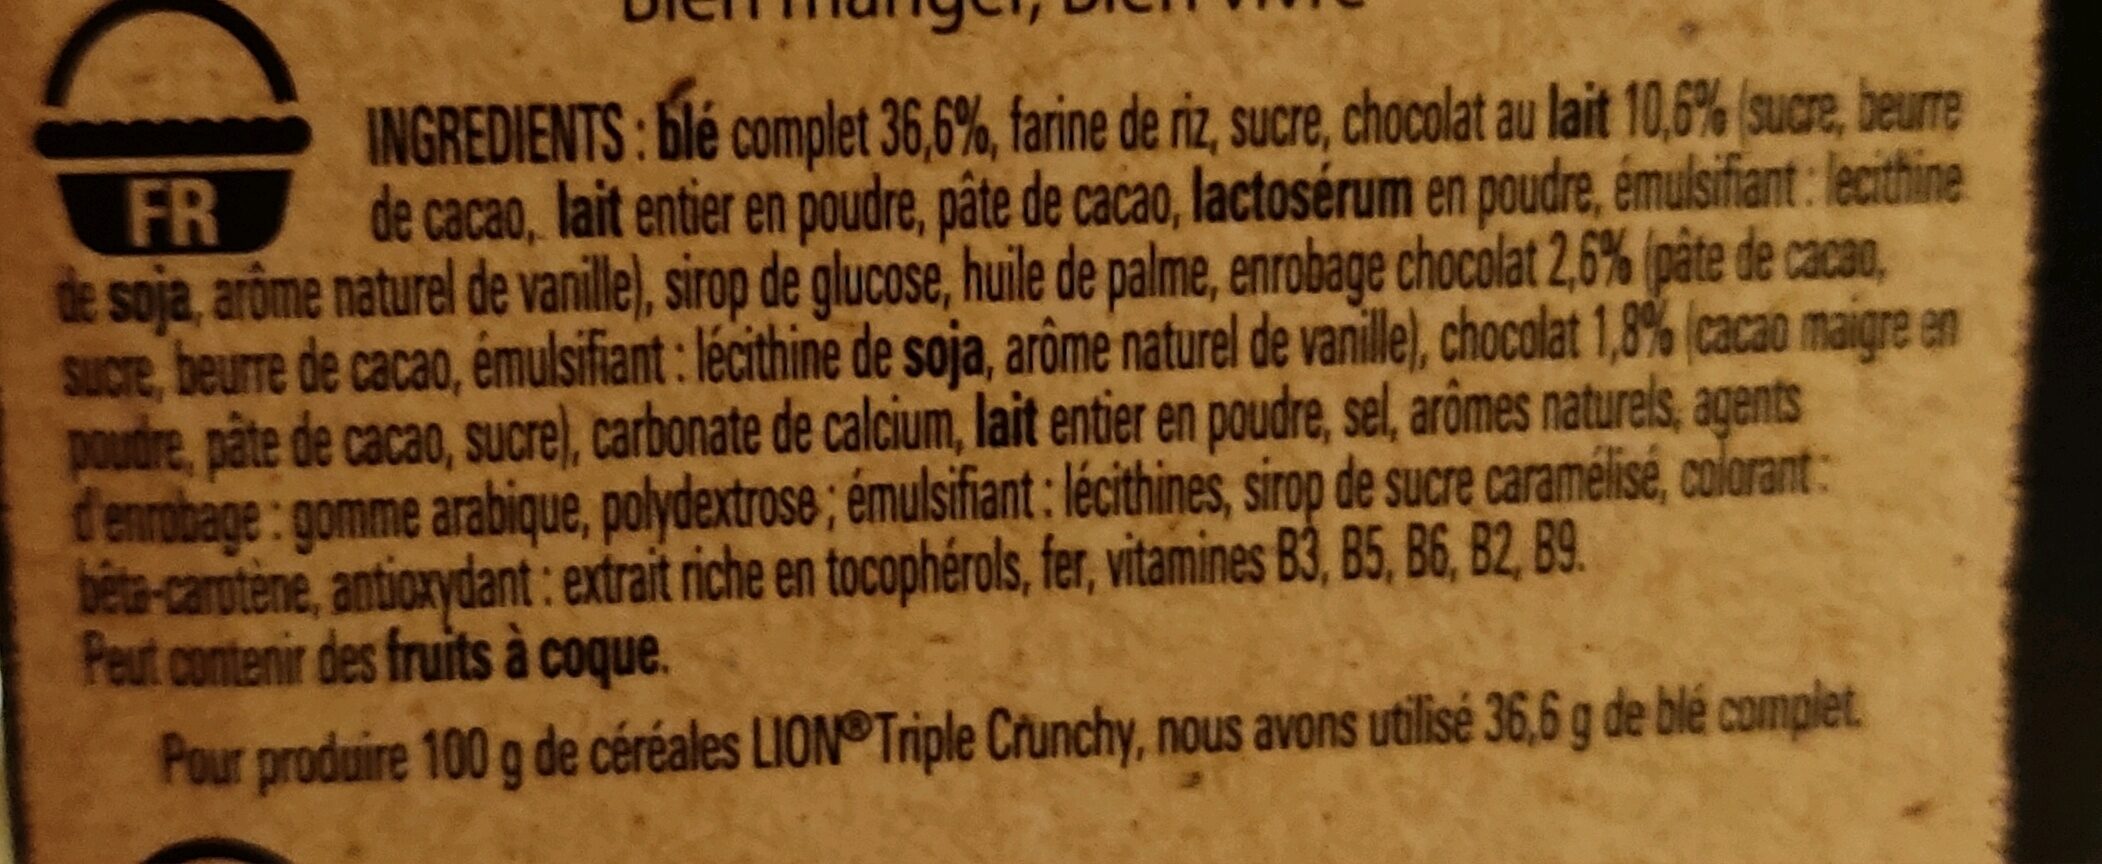 Bien manger, bien vivre
FR
INGREDIENTS : blé complet 36,6%, farine de riz, sucre, chocolat au lait 10,6% (sucre, beurre
de cacao, lait entier en poudre, pâte de cacao, lactosérum en poudre, émulsifiant : lecithine
de soja, arôme naturel de vanille), sirop de glucose, huile de palme, enrobage chocolat 2,6% (pâte de cacao,
sucre, beurre de cacao, émulsifiant : lécithine de soja, arôme naturel de vanille), chocolat 1,8% (cacao maigre en
poudre, pâte de cacao, sucre), carbonate de calcium, lait entier en poudre, sel, arômes naturels, agents
d'enrobage : gomme arabique, polydextrose ; émulsifiant : lécithines, sirop de sucre caramélisé, colorant :
bêta-carotène, antioxydant : extrait riche en tocophérols, fer, vitamines B3, B5, B6, B2, B9.
Peut contenir des fruits à coque.
Pour produire 100 g de céréales LION® Triple Crunchy, nous avons utilisé 36,6 g de blé complet.